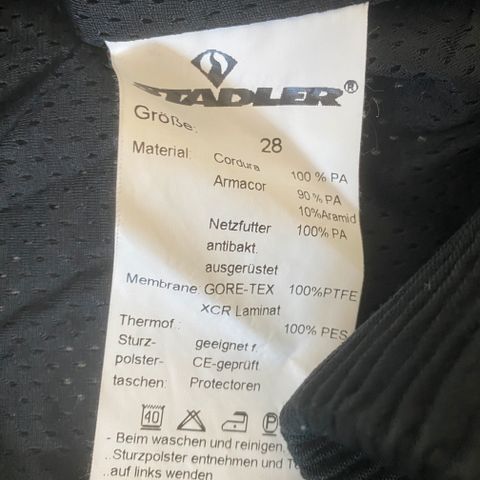 STADLER®
Größe: 28
Material: Cordura 100 % PA
Armacor 90 % PA
10%Aramid
Netzfutter 100% PA
antibakt.
ausgerüstet
Membrane: GORE-TEX 100%PTFE
XCR Laminat
Thermof.: 100% PES
Sturz- geeignet f.
polster- CE-geprüft.
taschen: Protectoren
40 P
- Beim waschen und reinigen,
Sturzpolster entnehmen und
auf links wenden